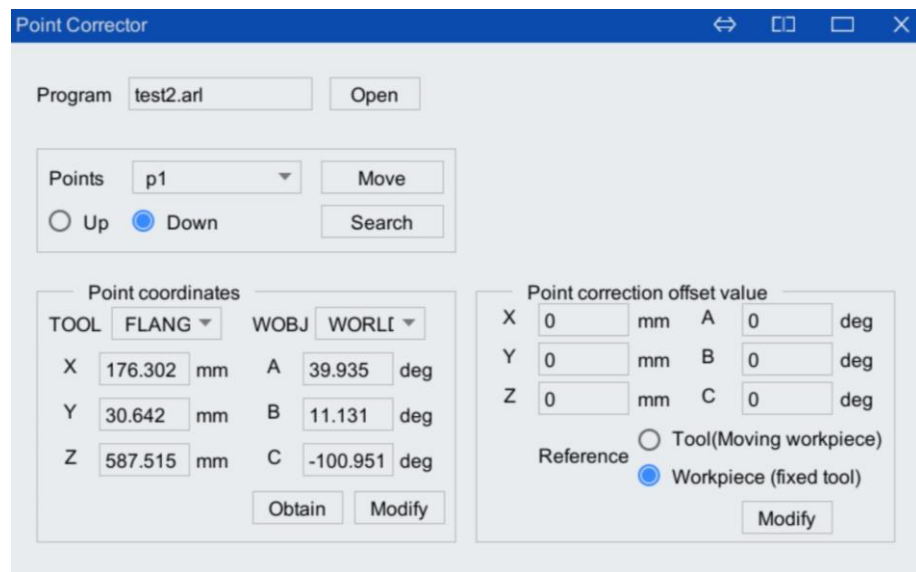 Point Corrector
Program test2.arl Open
Points p1 Move
Up Down Search
Point coordinates
TOOL FLANG WOBJ WORLD
X 176.302 mm A 39.935 deg
Y 30.642 mm B 11.131 deg
Z 587.515 mm C -100.951 deg
Obtain Modify
Point correction offset value
X 0 mm A 0 deg
Y 0 mm B 0 deg
Z 0 mm C 0 deg
Reference Tool(Moving workpiece)
Workpiece (fixed tool)
Modify